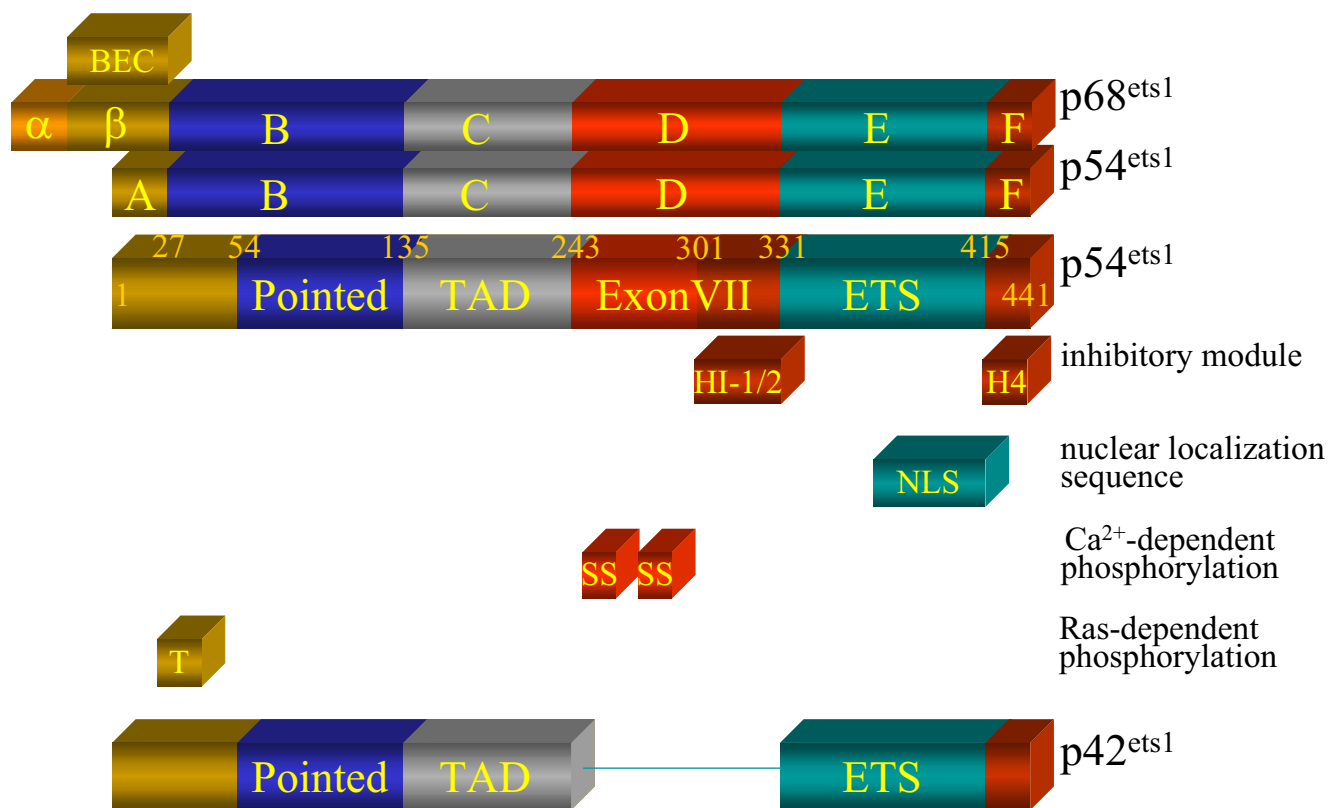 BEC
α β B C D E F p68ets1
A B C D E F p54ets1
27 54 135 243 301 331 415
1 Pointed TAD ExonVII ETS 441 p54ets1
HI-1/2 H4 inhibitory module
nuclear localization
NLS sequence
Ca2+-dependent
SS SS phosphorylation
Ras-dependent
T phosphorylation
Pointed TAD ETS p42ets1